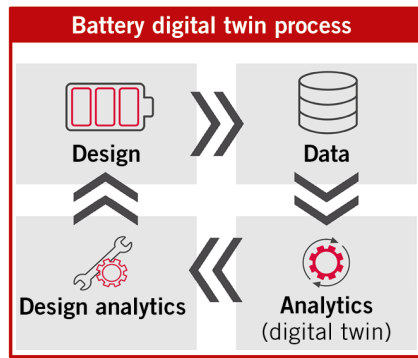 Battery digital twin process
Design
Data
Design analytics
Analytics
(digital twin)